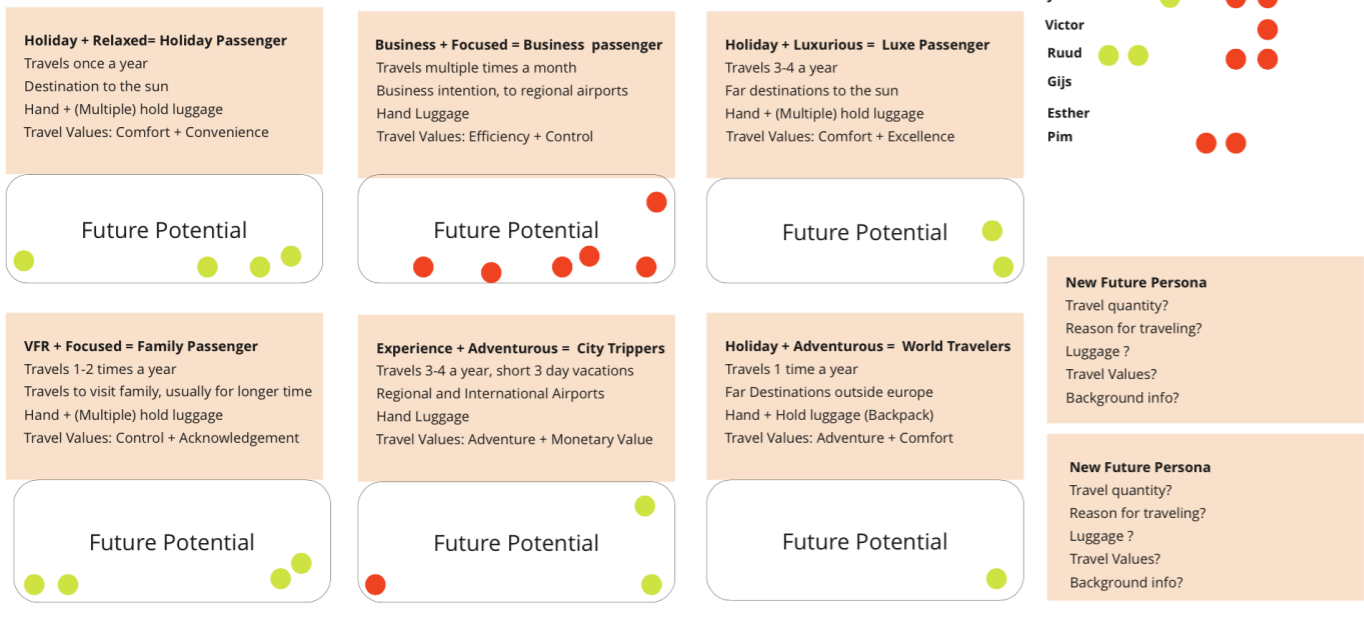 Holiday + Relaxed= Holiday Passenger
Travels once a year
Destination to the sun
Hand + (Multiple) hold luggage
Travel Values: Comfort + Convenience
Future Potential
Business + Focused = Business  passenger
Travels multiple times a month
Business intention, to regional airports
Hand Luggage
Travel Values: Efficiency + Control
Future Potential
Holiday + Luxurious =  Luxe Passenger
Travels 3-4 a year
Far destinations to the sun
Hand + (Multiple) hold luggage
Travel Values: Comfort + Excellence
Future Potential
Victor
Ruud
Gijs
Esther
Pim
VFR + Focused = Family Passenger
Travels 1-2 times a year
Travels to visit family, usually for longer time
Hand + (Multiple) hold luggage
Travel Values: Control + Acknowledgement
Future Potential
Experience + Adventurous =  City Trippers
Travels 3-4 a year, short 3 day vacations
Regional and International Airports
Hand Luggage
Travel Values: Adventure + Monetary Value
Future Potential
Holiday + Adventurous =  World Travelers
Travels 1 time a year
Far Destinations outside europe
Hand + Hold luggage (Backpack)
Travel Values: Adventure + Comfort
Future Potential
New Future Persona
Travel quantity?
Reason for traveling?
Luggage ?
Travel Values?
Background info?
New Future Persona
Travel quantity?
Reason for traveling?
Luggage ?
Travel Values?
Background info?